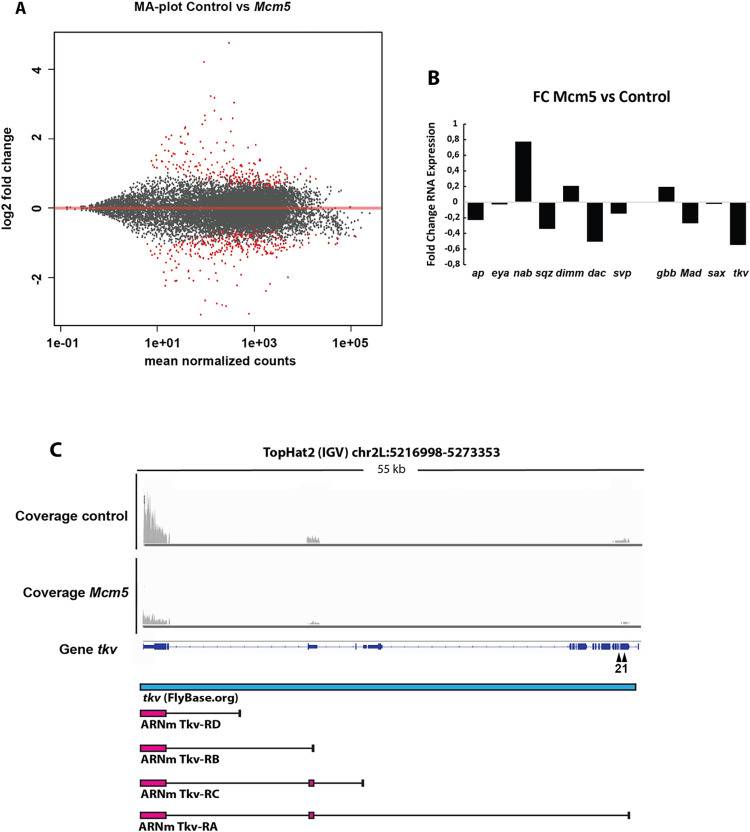 A
MA-plot Control vs Mcm5
log2 fold change
4
2
0
-2
1e-01
1e+01
1e+03
1e+05
mean normalized counts
B
FC Mcm5 vs Control
Fold Change RNA Expression
1
0,8
0,6
0,4
0,2
0
-0,2
-0,4
-0,6
-0,8
ap eye nab sqz dimm dac svp gbb Mad sax tkv
C
TopHat2 (IGV) chr2L:5216998-5273353
55 kb
Coverage control
Coverage Mcm5
Gene tkv
21
tkv (FlyBase.org)
ARNm Tkv-RD
ARNm Tkv-RB
ARNm Tkv-RC
ARNm Tkv-RA